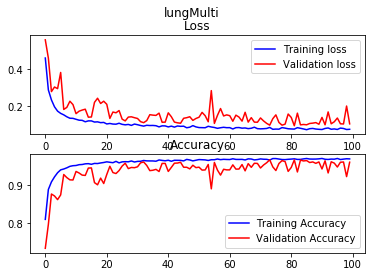 lungMulti
Loss
Training loss
Validation loss
0.4
0.2
0 20 40 60 80 100
Accuracy
0.9
0.8
Training Accuracy
Validation Accuracy
0 20 40 60 80 100